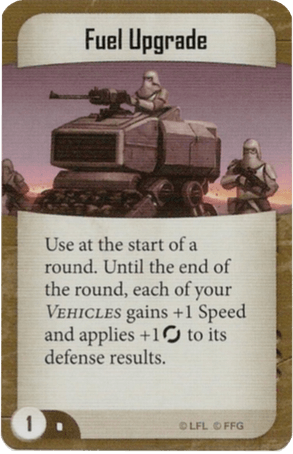 Fuel Upgrade
Use at the start of a
round. Until the end of
the round, each of your
VEHICLES gains +1 Speed
and applies +1 to its
defense results.
1
© LFL © FFG